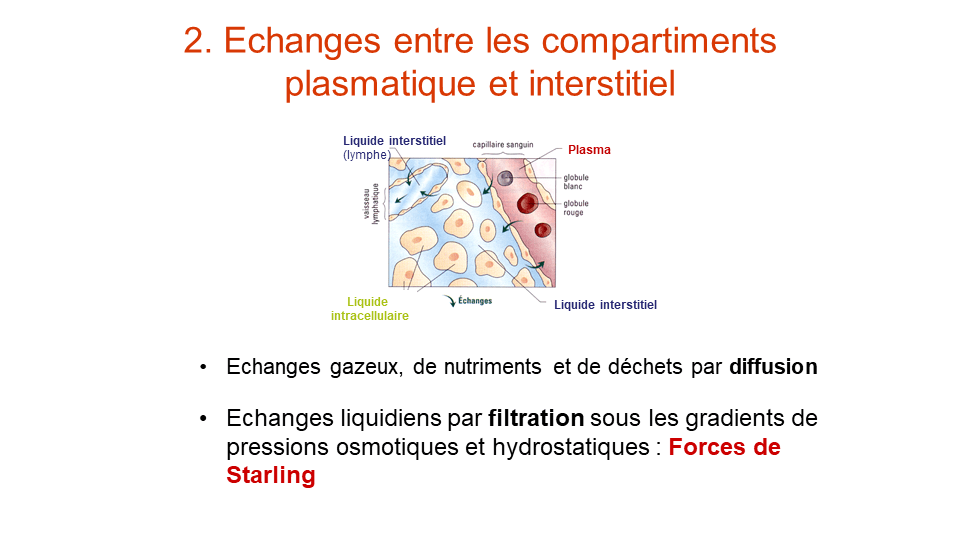 2. Echanges entre les compartiments
plasmatique et interstitiel
Liquide interstitiel
(lymphe)
capillaire sanguin
Plasma
globule
blanc
vaisseau
lymphatique
globule
rouge
Liquide
intracellulaire
Échanges
Liquide interstitiel
• Echanges gazeux, de nutriments et de déchets par diffusion
• Echanges liquidiens par filtration sous les gradients de
pressions osmotiques et hydrostatiques : Forces de
Starling